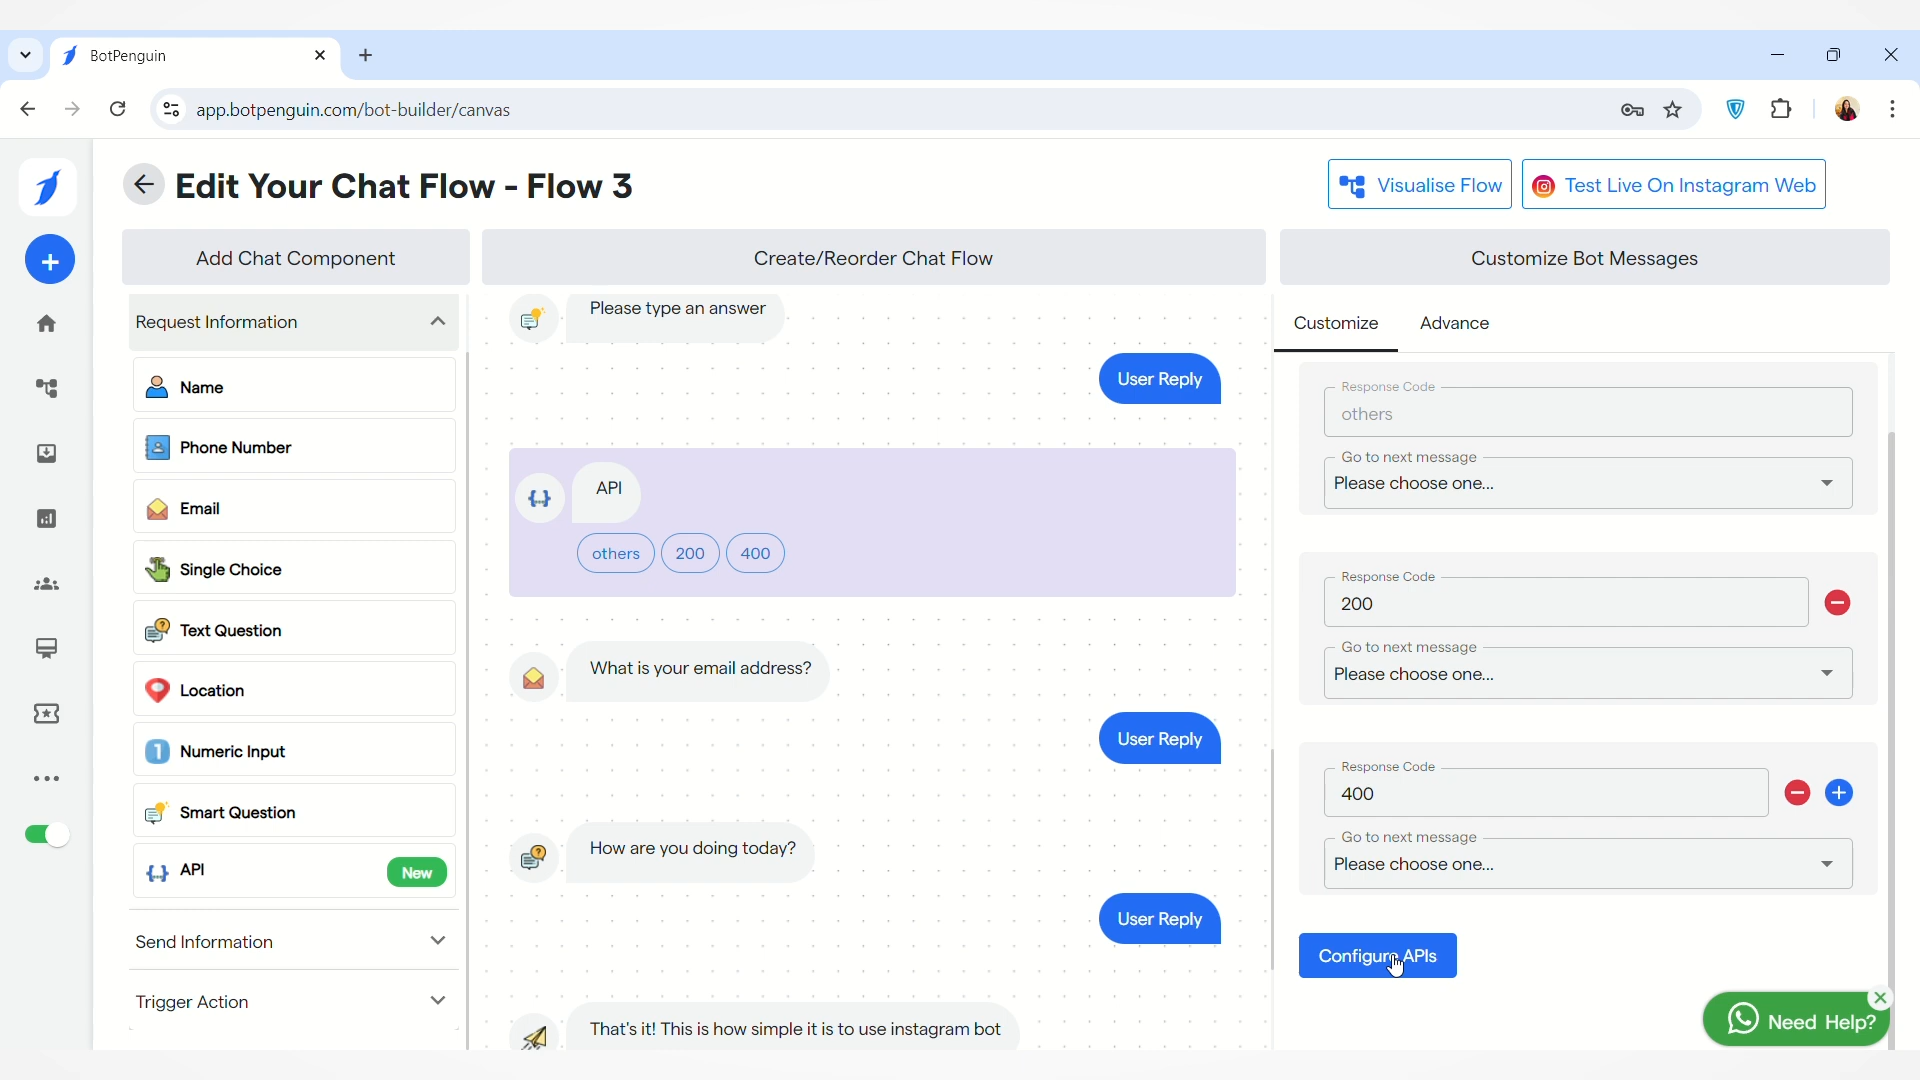 BotPenguin
app.botpenguin.com/bot-builder/canvas
Edit Your Chat Flow - Flow 3
Visualise Flow
Test Live On Instagram Web
Add Chat Component
Create/Reorder Chat Flow
Customize Bot Messages
Request Information
Name
Phone Number
Email
Single Choice
Text Question
Location
1
Numeric Input
Smart Question
API
New
Send Information
Trigger Action
Please type an answer
User Reply
API
others
200
400
What is your email address?
User Reply
How are you doing today?
User Reply
That's it! This is how simple it is to use instagram bot
Customize
Advance
Response Code
others
Go to next message
Please choose one...
Response Code
200
Go to next message
Please choose one...
Response Code
400
Go to next message
Please choose one...
Configure APIs
Need Help?